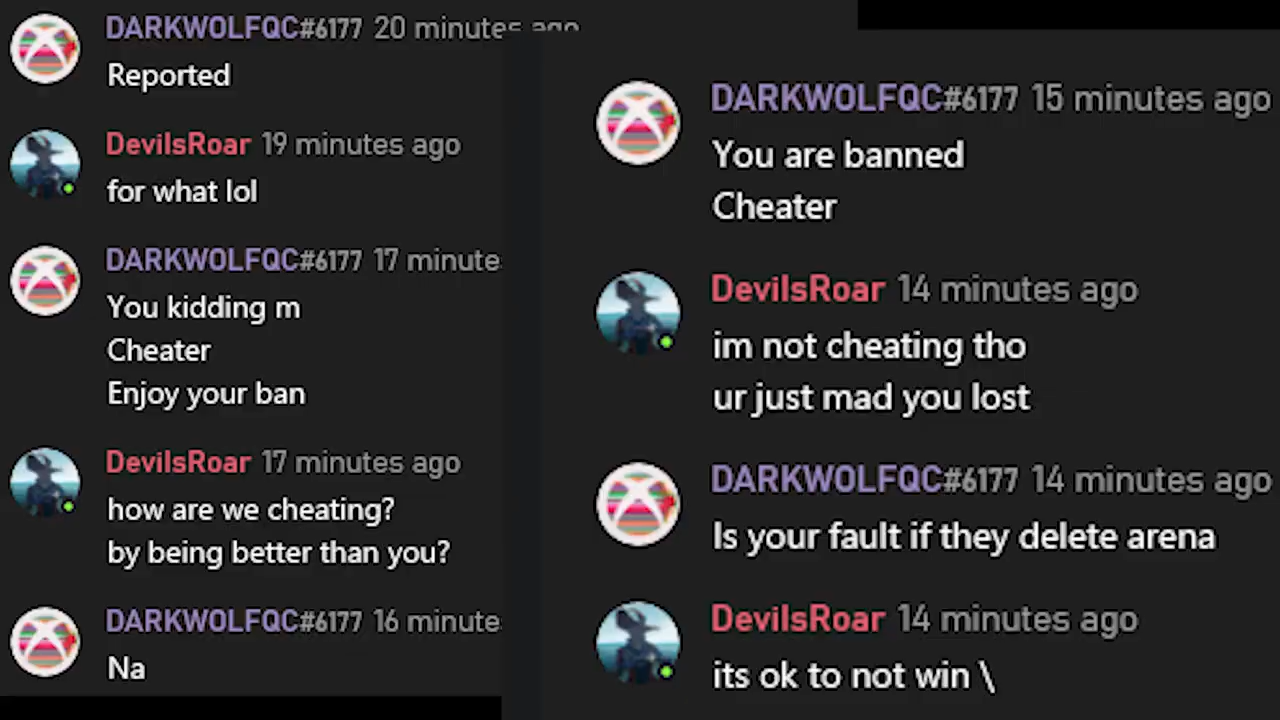 DARKWOLFQC#6177 20 minutes ago
Reported
DevilsRoar 19 minutes ago
for what lol
DARKWOLFQC#6177 17 minute
You kidding m
Cheater
Enjoy your ban
DevilsRoar 17 minutes ago
how are we cheating?
by being better than you?
DARKWOLFQC#6177 16 minute
Na
DARKWOLFQC#6177 15 minutes ago
You are banned
Cheater
DevilsRoar 14 minutes ago
im not cheating tho
ur just mad you lost
DARKWOLFQC#6177 14 minutes ago
Is your fault if they delete arena
DevilsRoar 14 minutes ago
its ok to not win \